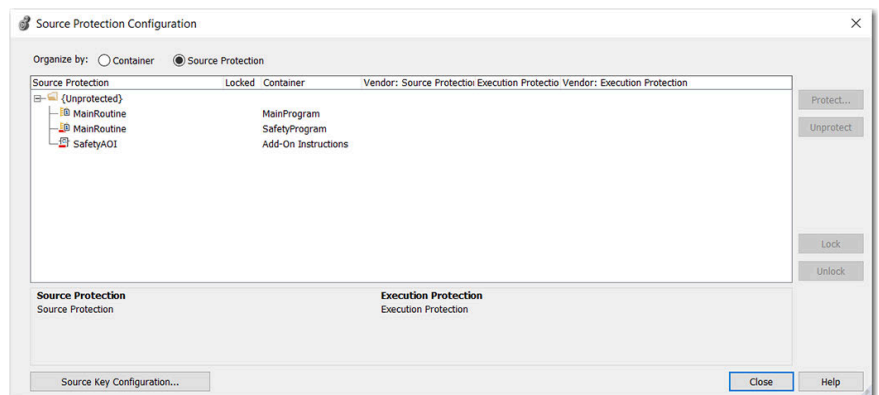 Source Protection Configuration
Organize by: Container Source Protection
Source Protection Locked Container Vendor: Source Protectio Execution Protectio Vendor: Execution Protection
{Unprotected}
MainRoutine MainProgram
MainRoutine SafetyProgram
SafetyAOI Add-On Instructions
Protect...
Unprotect
Lock
Unlock
Source Protection Execution Protection
Source Protection Execution Protection
Source Key Configuration... Close Help